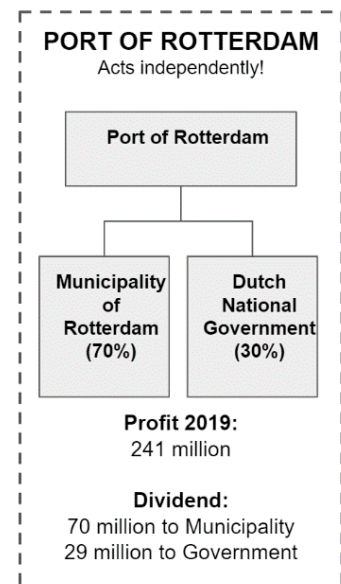 PORT OF ROTTERDAM
Acts independently!
Port of Rotterdam
Municipality
of
Rotterdam
(70%)
Dutch
National
Government
(30%)
Profit 2019:
241 million
Dividend:
70 million to Municipality
29 million to Government